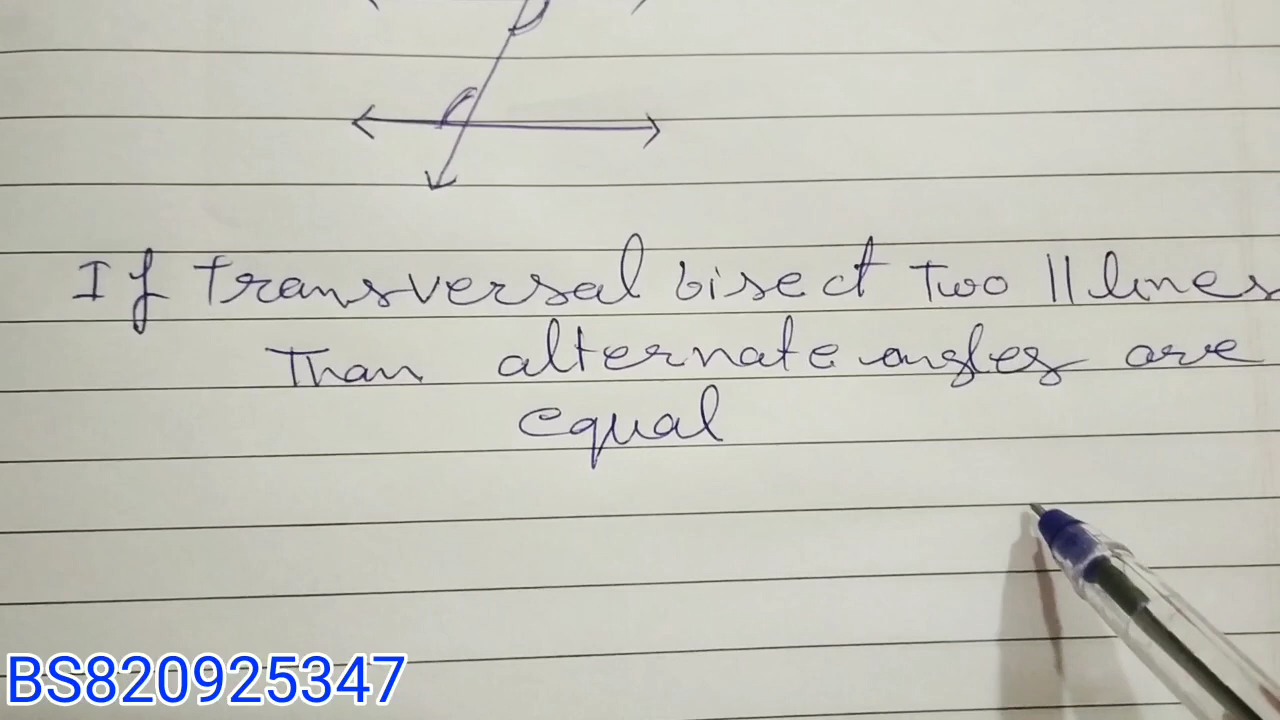 If transversal bisect two || lines
Than alternate angles are
equal
BS820925347